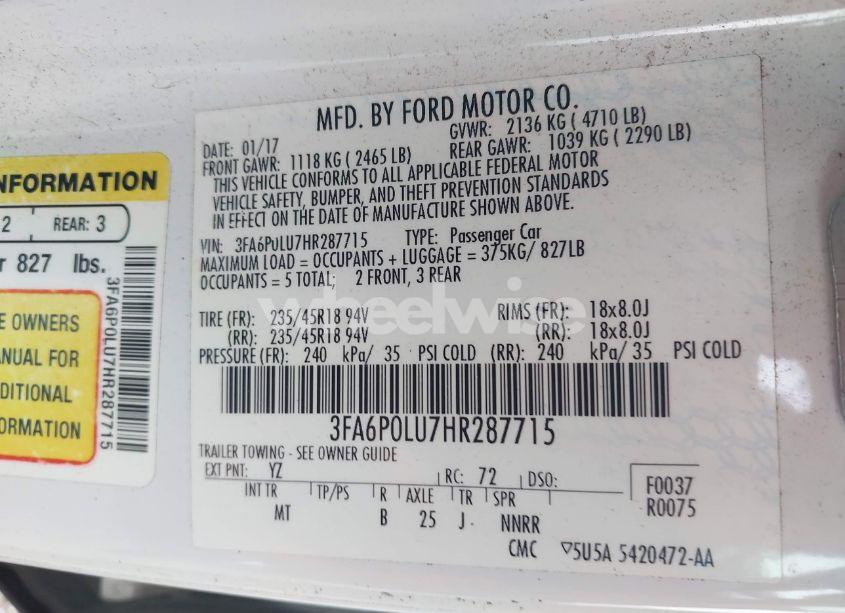 MFD. BY FORD MOTOR CO.
DATE: 01/17 GVWR: 2136 KG ( 4710 LB)
FRONT GAWR: 1118 KG ( 2465 LB) REAR GAWR: 1039 KG ( 2290 LB)
THIS VEHICLE CONFORMS TO ALL APPLICABLE FEDERAL MOTOR
VEHICLE SAFETY, BUMPER, AND THEFT PREVENTION STANDARDS
IN EFFECT ON THE DATE OF MANUFACTURE SHOWN ABOVE.
VIN: 3FA6P0LU7HR287715 TYPE: Passenger Car
MAXIMUM LOAD = OCCUPANTS + LUGGAGE = 375KG/ 827LB
OCCUPANTS = 5 TOTAL; 2 FRONT, 3 REAR
TIRE (FR): 235/45R18 94V RIMS (FR): 18x8.0J
(RR): 235/45R18 94V (RR): 18x8.0J
PRESSURE (FR): 240 kPa/ 35 PSI COLD (RR): 240 kPa/ 35 PSI COLD
3FA6P0LU7HR287715
TRAILER TOWING - SEE OWNER GUIDE
EXT PNT: YZ RC: 72 DSO:
INT TR TP/PS R AXLE TR SPR
MT B 25 J NNRR
F0037
R0075
CMC ▽5U5A 5420472-AA
NFORMATION
2 REAR: 3
r 827 lbs.
E OWNERS
ANUAL FOR
DITIONAL
FORMATION
3FA6P0LU7HR287715
wheelwise